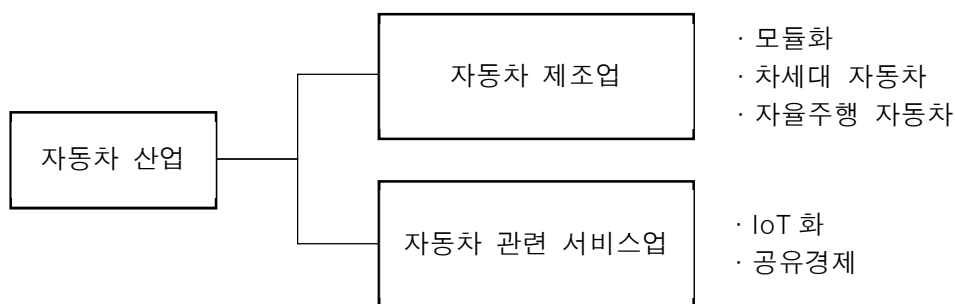 자동차 산업
자동차 제조업
· 모듈화
· 차세대 자동차
· 자율주행 자동차
자동차 관련 서비스업
· IoT 화
· 공유경제